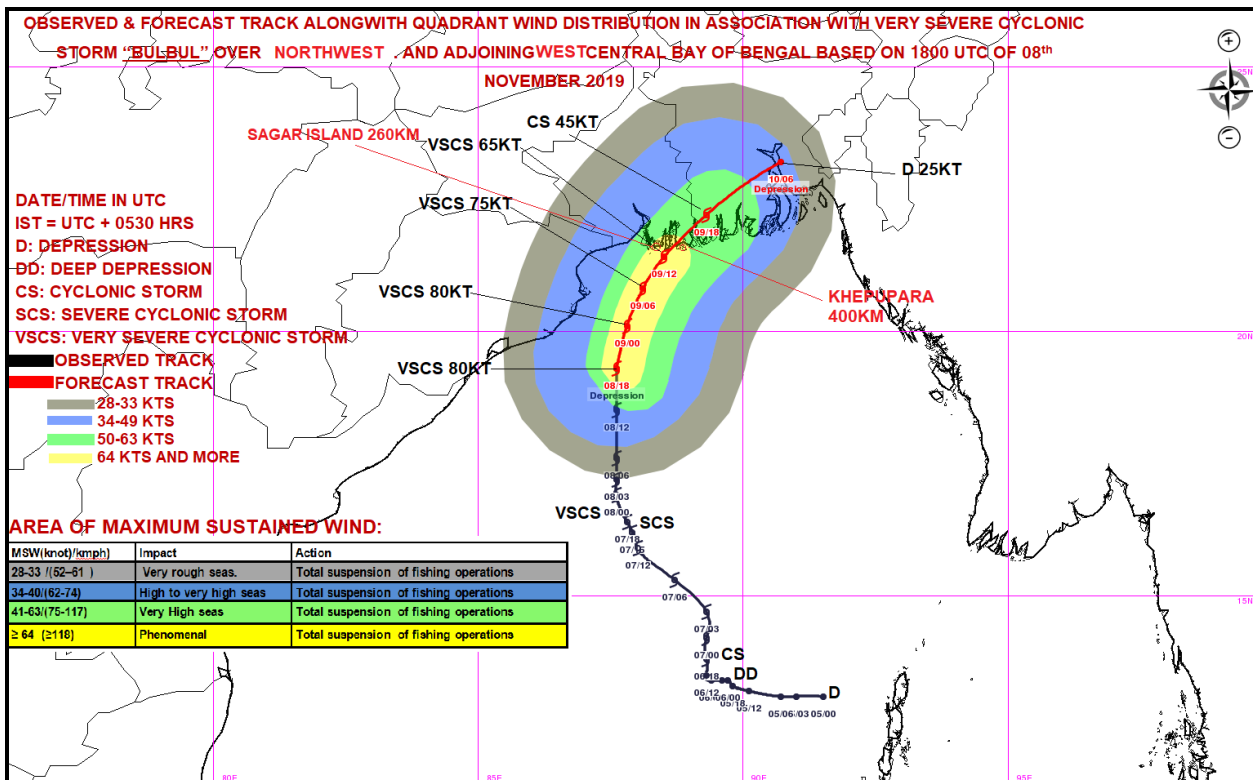 OBSERVED & FORECAST TRACK ALONGWITH QUADRANT WIND DISTRIBUTION IN ASSOCIATION WITH VERY SEVERE CYCLONIC
STORM “BULBUL” OVER NORTHWEST . AND ADJOINING WEST CENTRAL BAY OF BENGAL BASED ON 1800 UTC OF 08th
NOVEMBER 2019
25N
CS 45KT
SAGAR ISLAND 260KM
VSCS 65KT
D 25KT
10/06
Depression
DATE/TIME IN UTC
VSCS 75KT
IST = UTC + 0530 HRS
09/18
D: DEPRESSION
DD: DEEP DEPRESSION
09/12
CS: CYCLONIC STORM
VSCS 80KT
KHEPUPARA
400KM
09/06
SCS: SEVERE CYCLONIC STORM
VSCS: VERY SEVERE CYCLONIC STORM
20N
09/00
OBSERVED TRACK
VSCS 80KT
FORECAST TRACK
08/18
Depression
28-33 KTS
34-49 KTS
08/12
50-63 KTS
64 KTS AND MORE
08/06
08/03
VSCS
08/00
SCS
AREA OF MAXIMUM SUSTAINED WIND:
07/18
07/12
MSW(knot)/kmph) Impact Action
28-33 /(52–61 ) Very rough seas. Total suspension of fishing operations
34-40/(62-74) High to very high seas Total suspension of fishing operations
41-63/(75-117) Very High seas Total suspension of fishing operations
≥ 64 (≥118) Phenomenal Total suspension of fishing operations
07/06
15N
07/03
07/00
CS
06/18
DD
06/12
05/18
05/12
D
05/06
05/00
80E
85E
90E
95E